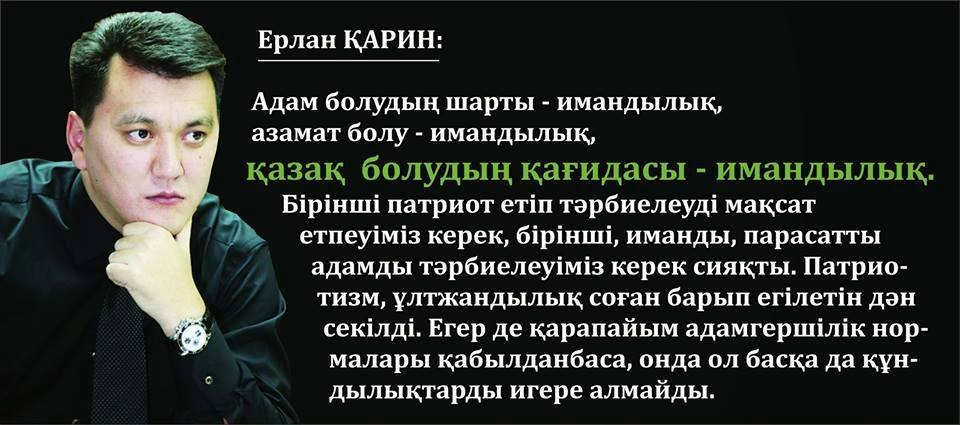 Ерлан ҚАРИН:
Адам болудың шарты - имандылық,
азамат болу - имандылық,
қазақ болудың қағидасы - имандылық.
Бірінші патриот етіп тәрбиелеуді мақсат
етпеуіміз керек, бірінші, иманды, парасатты
адамды тәрбиелеуіміз керек сияқты. Патрио-
тизм, ұлтжандылық соған барып егілетін дән
секілді. Егер де қарапайым адамгершілік нор-
малары қабылданбаса, онда ол басқа да құн-
дылықтарды игере алмайды.